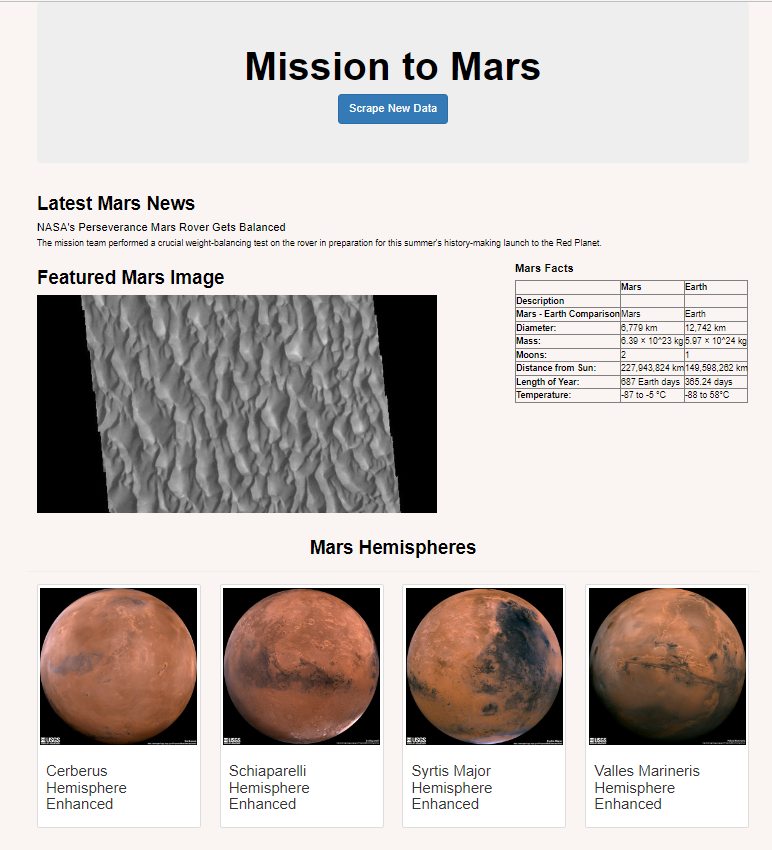 Mission to Mars
Scrape New Data
Latest Mars News
NASA's Perseverance Mars Rover Gets Balanced
The mission team performed a crucial weight-balancing test on the rover in preparation for this summer's history-making launch to the Red Planet.
Featured Mars Image
Mars Facts
Mars Earth
Description
Mars - Earth Comparison Mars Earth
Diameter: 6,779 km 12,742 km
Mass: 6.39 × 10^23 kg 5.97 × 10^24 kg
Moons: 2 1
Distance from Sun: 227,943,824 km 149,598,262 km
Length of Year: 687 Earth days 365.24 days
Temperature: -87 to -5 °C -88 to 58°C
Mars Hemispheres
USGS
USGS
USGS
USGS
Cerberus
Hemisphere
Enhanced
Schiaparelli
Hemisphere
Enhanced
Syrtis Major
Hemisphere
Enhanced
Valles Marineris
Hemisphere
Enhanced